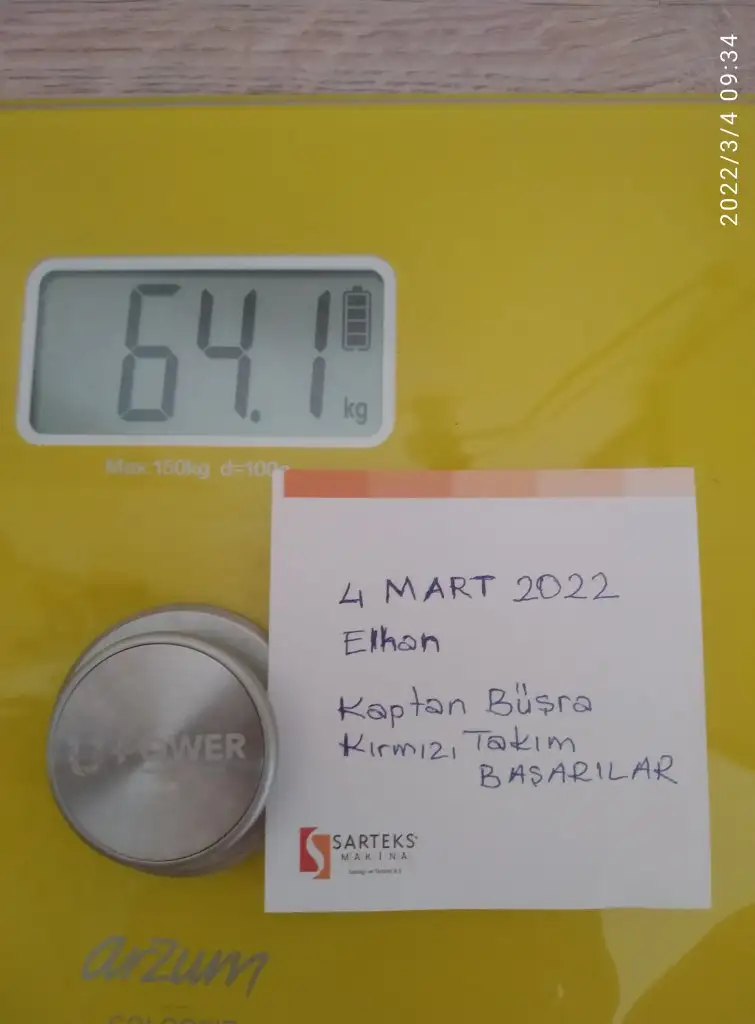 2022/3/4 09:34
64.1
kg
Max 150kg d=100g
4 MART 2022
Elhan
Kaptan Büşra
Kırmızı Takım
BAŞARILAR
U POWER
SARTEKS
MAKİNA
arzum